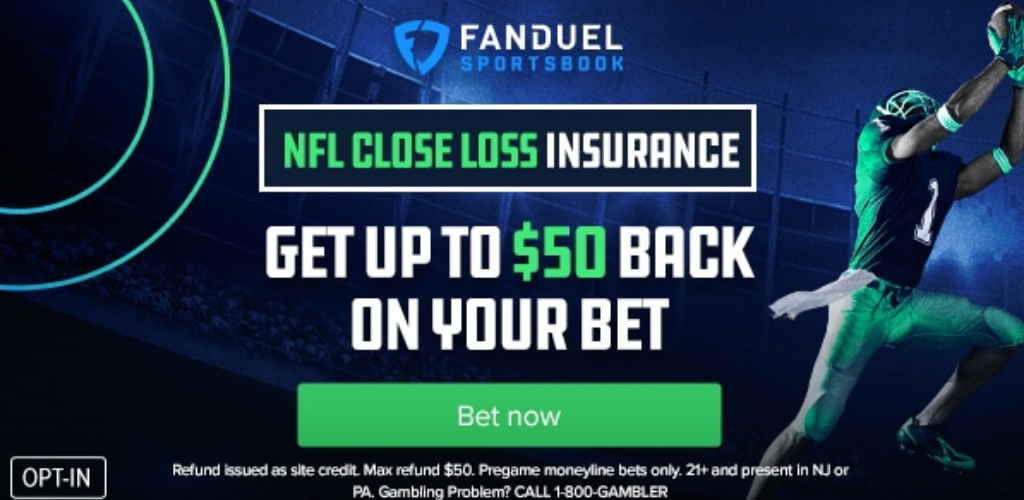 FANDUEL
SPORTSBOOK
NFL CLOSE LOSS INSURANCE
GET UP TO $50 BACK
ON YOUR BET
1
Bet now
OPT-IN
Refund issued as site credit. Max refund $50. Pregame moneyline bets only. 21+ and present in NJ or
PA. Gambling Problem? CALL 1-800-GAMBLER